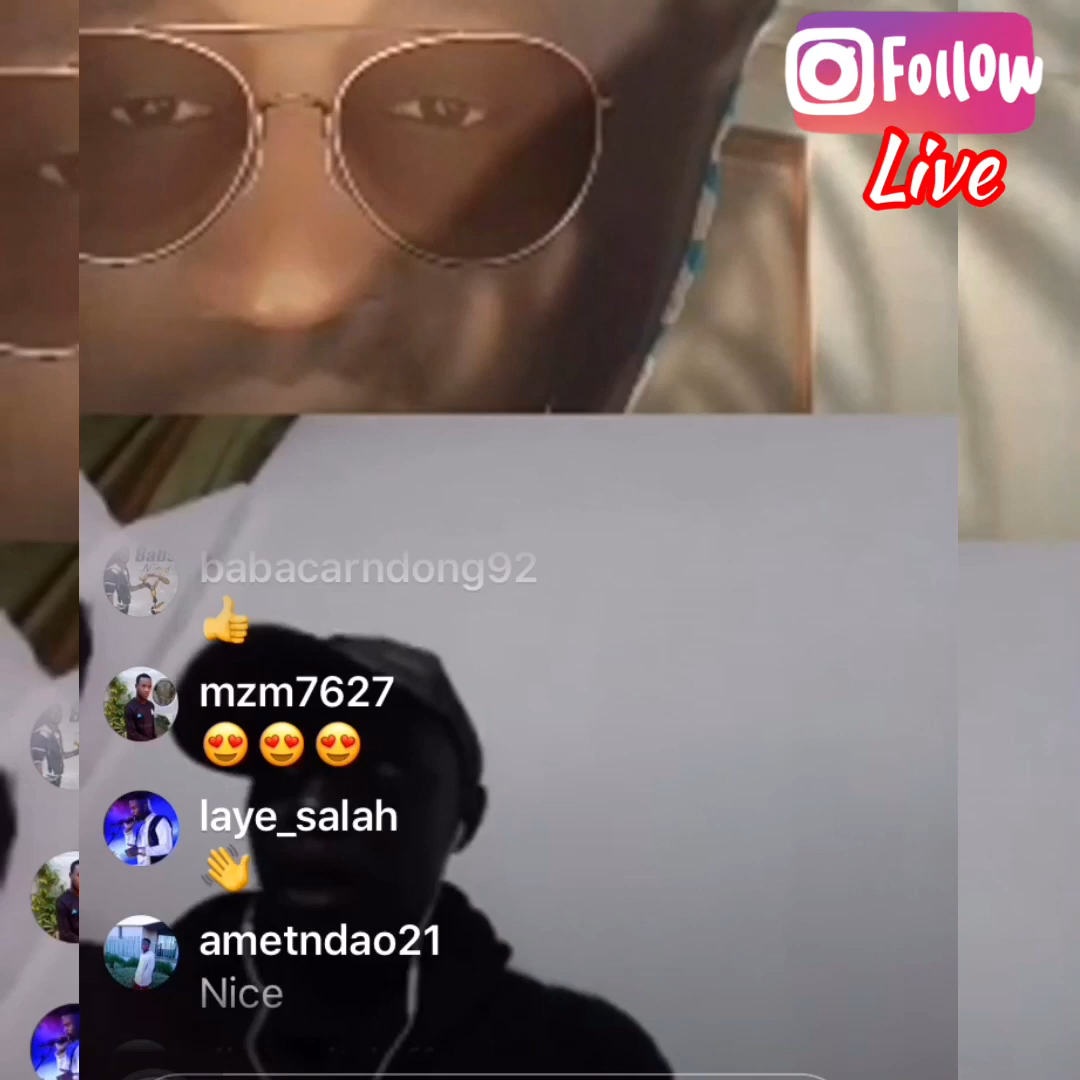 Follow
Live
babacarndong92
👍
mzm7627
😍😍😍
laye_salah
👋
ametndao21
Nice